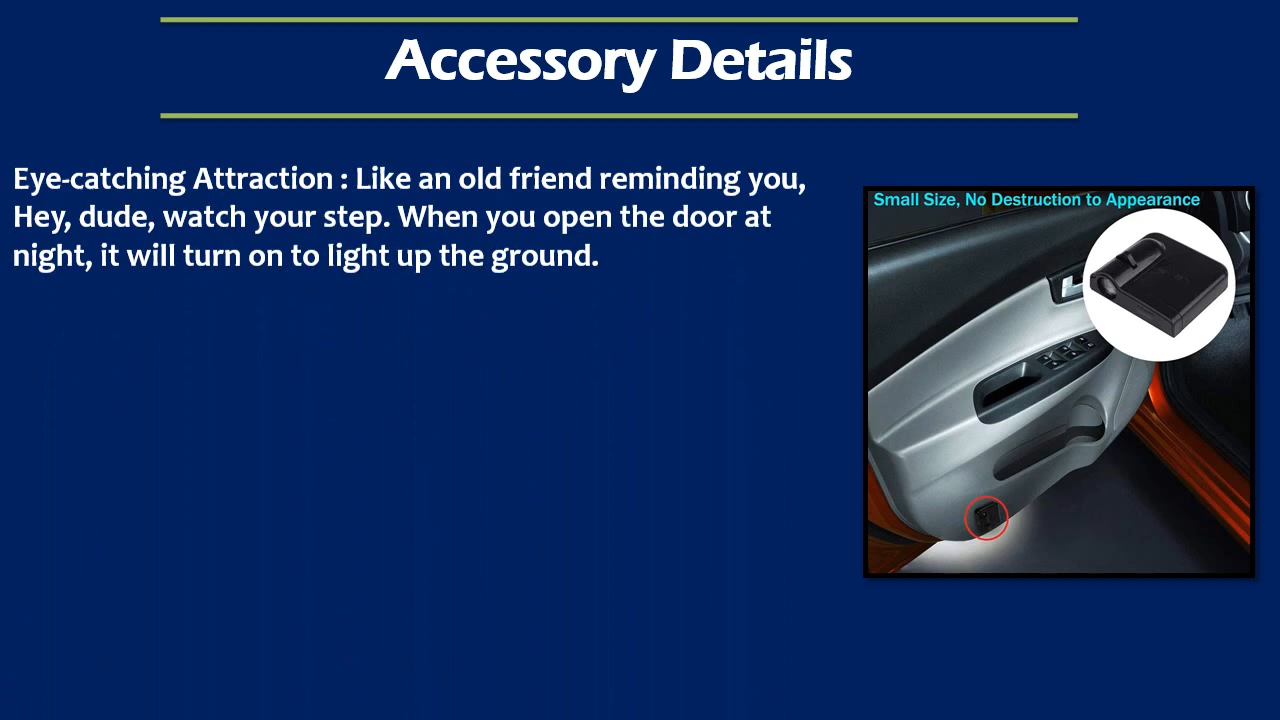 Accessory Details
Eye-catching Attraction : Like an old friend reminding you,
Hey, dude, watch your step. When you open the door at
night, it will turn on to light up the ground.
Small Size, No Destruction to Appearance